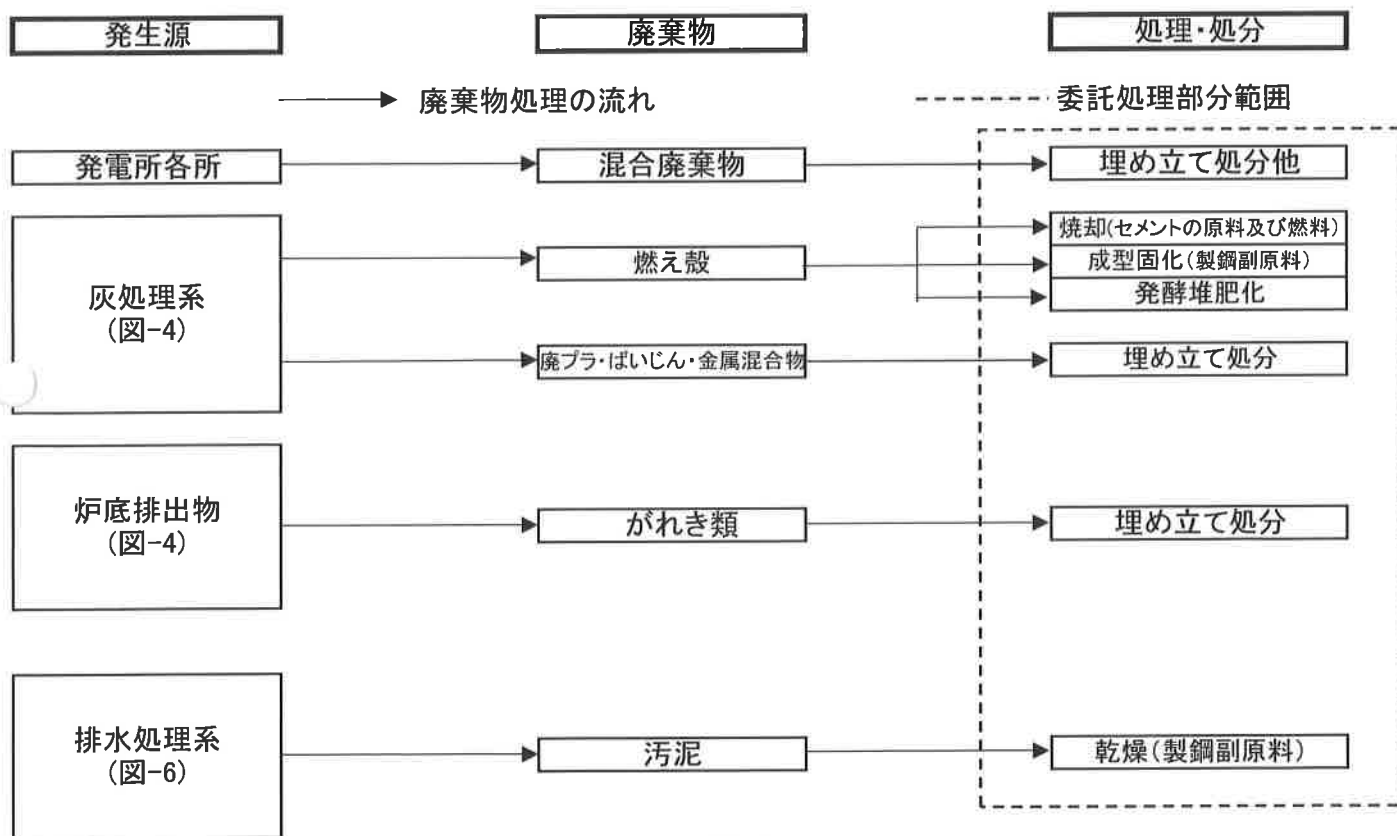 発生源
廃棄物
処理・処分
廃棄物処理の流れ
委託処理部分範囲
発電所各所
混合廃棄物
埋め立て処分他
灰処理系
(図-4)
燃え殻
焼却(セメントの原料及び燃料)
成型固化(製鋼副原料)
発酵堆肥化
廃プラ・ばいじん・金属混合物
埋め立て処分
炉底排出物
(図-4)
がれき類
埋め立て処分
排水処理系
(図-6)
汚泥
乾燥(製鋼副原料)